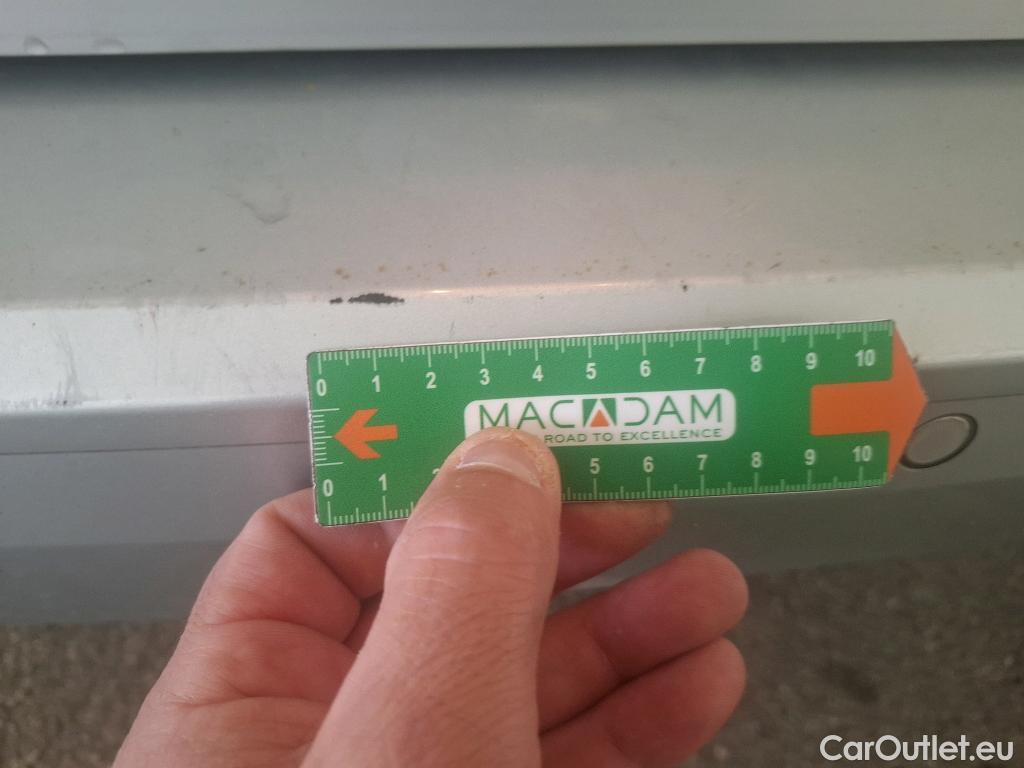 0 1 2 3 4 5 6 7 8 9 10
MACADAM
ROAD TO EXCELLENCE
0 1 5 6 7 8 9 10
CarOutlet.eu